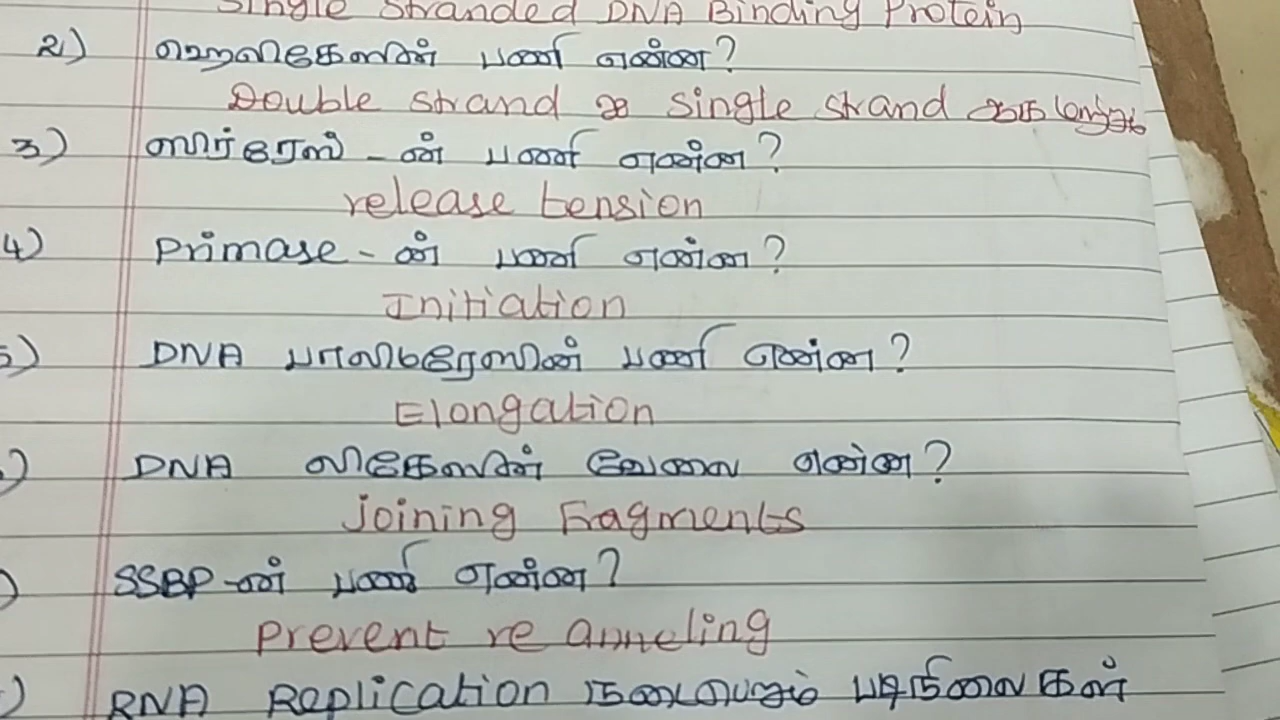 Single Stranded DNA Binding Protein
2) ஹெலிகேஸின் பணி என்ன?
Double strand ஐ single strand ஆக
3) ஸிர்ரேஸ் - ன் பணி என்ன?
release tension
4) Primase - ன் பணி என்ன?
Initiation
5) DNA பாலிமரேஸின் பணி என்ன?
Elongation
) DNA லிகேஸின் வேலை என்ன?
Joining Fragments
) SSBP -ன் பணி என்ன?
Prevent re anneling
) RNA Replication நடைபெறும் படிநிலைகள்